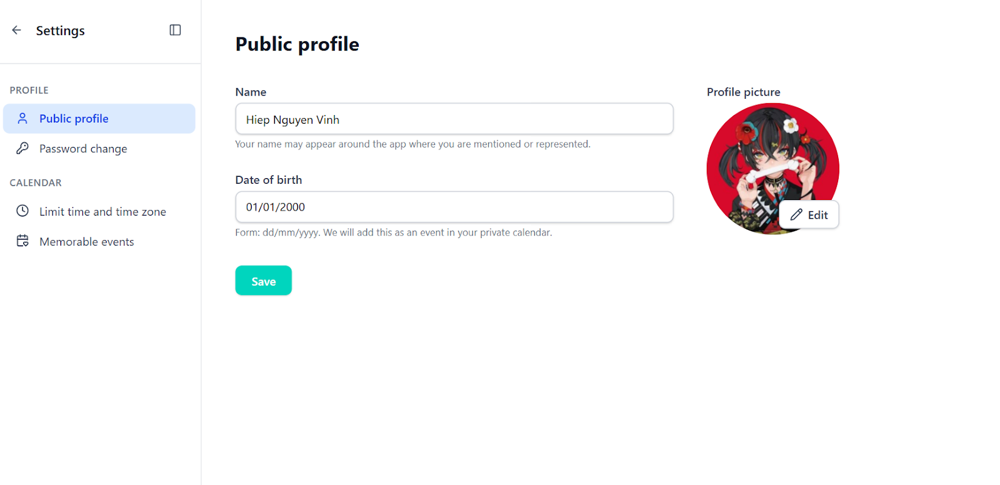 Settings
PROFILE
Public profile
Password change
CALENDAR
Limit time and time zone
Memorable events
Public profile
Name
Hiep Nguyen Vinh
Your name may appear around the app where you are mentioned or represented.
Date of birth
01/01/2000
Form: dd/mm/yyyy. We will add this as an event in your private calendar.
Save
Profile picture
Edit